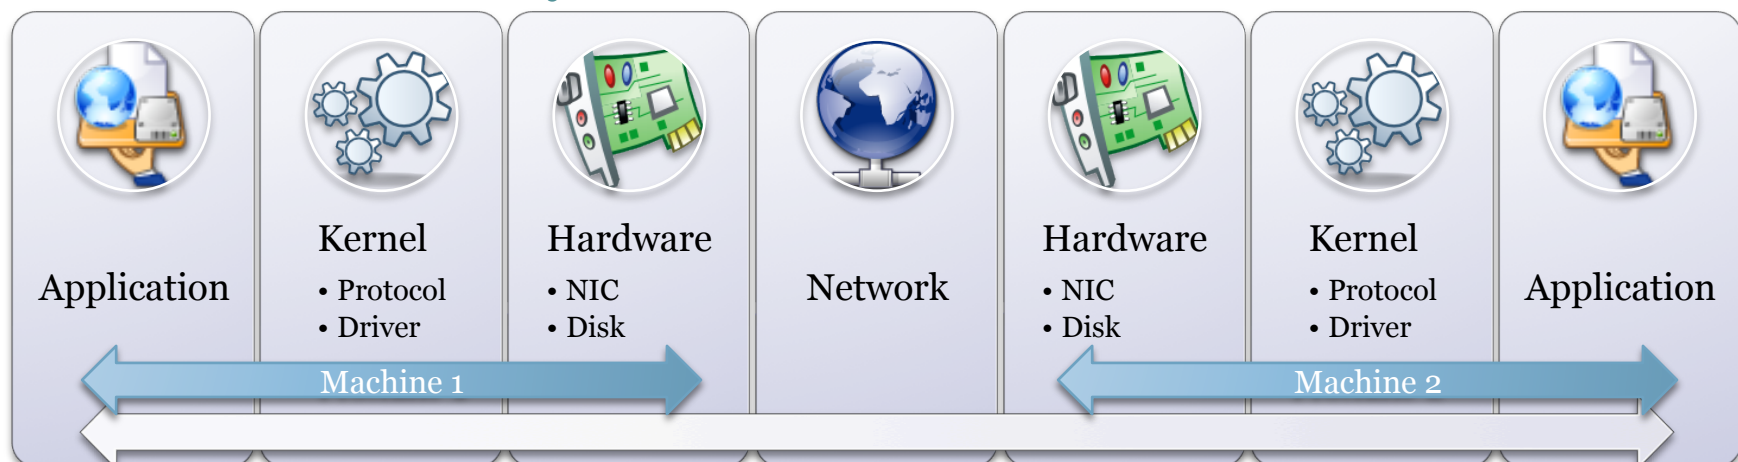 Application
Kernel
• Protocol
• Driver
Hardware
• NIC
• Disk
Network
Hardware
• NIC
• Disk
Kernel
• Protocol
• Driver
Application
Machine 1
Machine 2